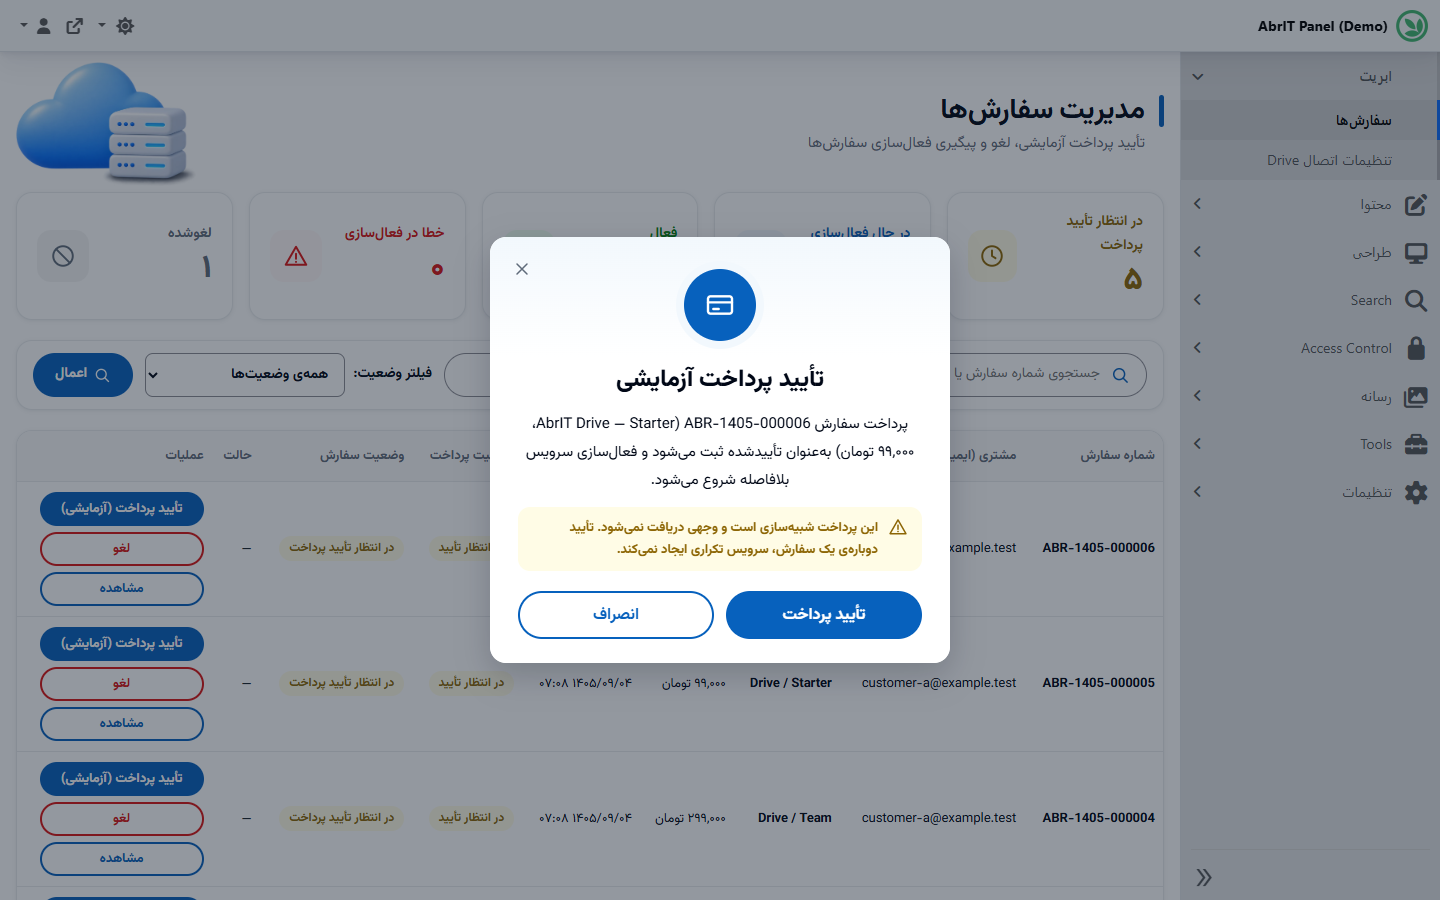 AbrIT Panel (Demo)
ابریت
سفارش‌ها
تنظیمات اتصال Drive
محتوا
طراحی
Search
Access Control
رسانه
Tools
تنظیمات
مدیریت سفارش‌ها
تأیید پرداخت آزمایشی، لغو و پیگیری فعال‌سازی سفارش‌ها
در انتظار تأیید
پرداخت
۵
در حال فعال‌سازی
فعال
خطا در فعال‌سازی
۰
لغوشده
۱
جستجوی شماره سفارش یا
فیلتر وضعیت:
همه‌ی وضعیت‌ها
اعمال
شماره سفارش
مشتری (ایمی
وضعیت سفارش
حالت
عملیات
ABR-1405-000006
xample.test
در انتظار تأیید پرداخت
—
تأیید پرداخت (آزمایشی)
لغو
مشاهده
ABR-1405-000005
customer-a@example.test
Drive / Starter
۹۹,۰۰۰ تومان
۱۴۰۵/۰۹/۰۴ ۰۷:۰۸
در انتظار تأیید
در انتظار تأیید پرداخت
—
تأیید پرداخت (آزمایشی)
لغو
مشاهده
ABR-1405-000004
customer-a@example.test
Drive / Team
۲۹۹,۰۰۰ تومان
۱۴۰۵/۰۹/۰۴ ۰۷:۰۸
در انتظار تأیید
در انتظار تأیید پرداخت
—
تأیید پرداخت (آزمایشی)
لغو
مشاهده
تأیید پرداخت آزمایشی
پرداخت سفارش ABR-1405-000006 (AbrIT Drive — Starter،
۹۹,۰۰۰ تومان) به‌عنوان تأییدشده ثبت می‌شود و فعال‌سازی سرویس
بلافاصله شروع می‌شود.
این پرداخت شبیه‌سازی است و وجهی دریافت نمی‌شود. تأیید
دوباره‌ی یک سفارش، سرویس تکراری ایجاد نمی‌کند.
تأیید پرداخت
انصراف